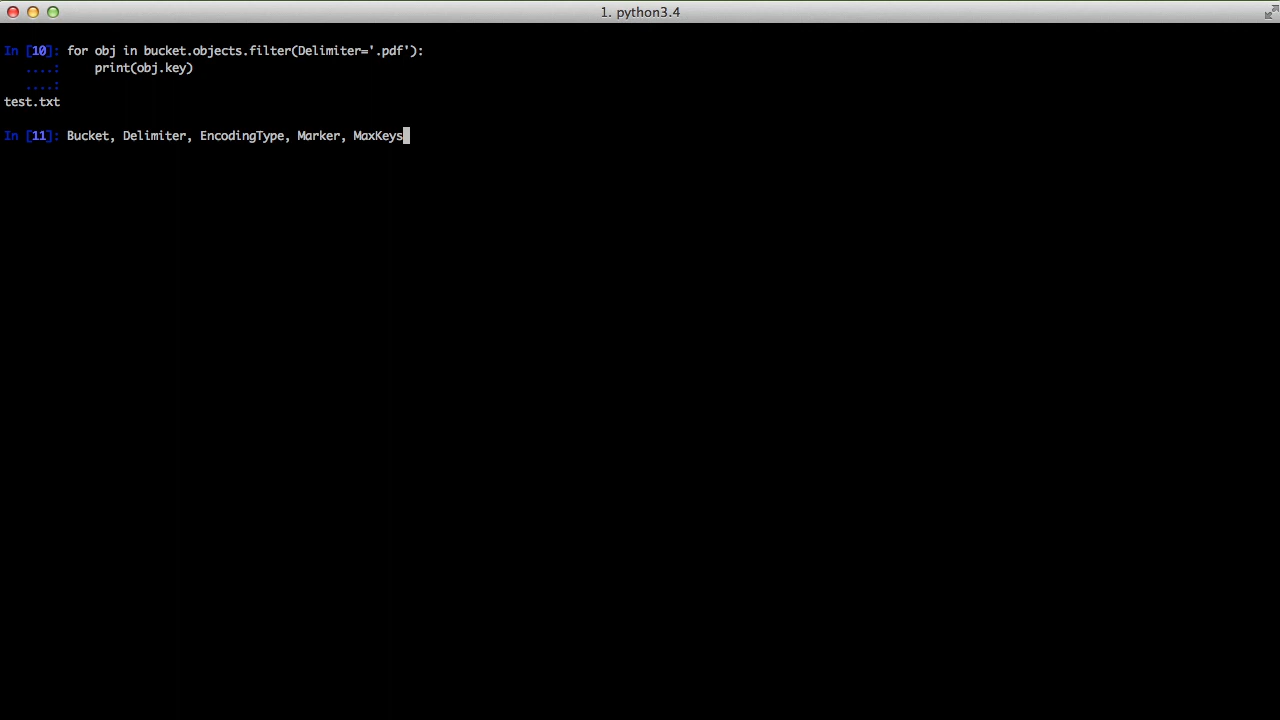 1. python3.4
In [10]: for obj in bucket.objects.filter(Delimiter='.pdf'):
   ....:     print(obj.key)
   ....:
test.txt
In [11]: Bucket, Delimiter, EncodingType, Marker, MaxKeys